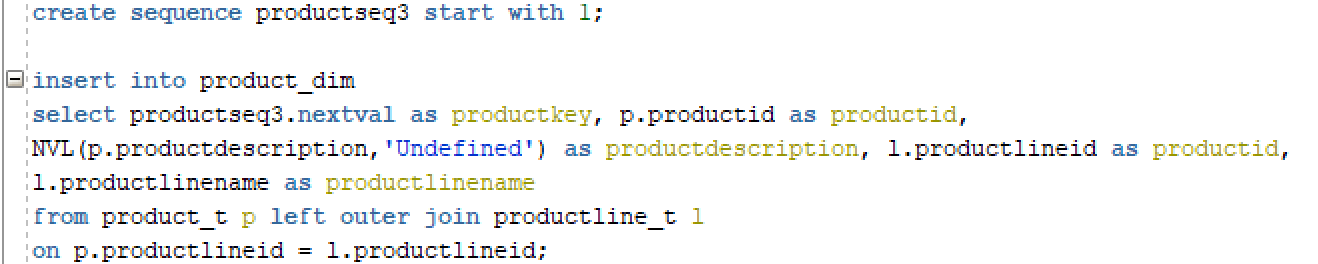 create sequence productseq3 start with 1;
insert into product_dim
select productseq3.nextval as productkey, p.productid as productid,
NVL(p.productdescription,'Undefined') as productdescription, l.productlineid as productid,
l.productlinename as productlinename
from product_t p left outer join productline_t l
on p.productlineid = l.productlineid;